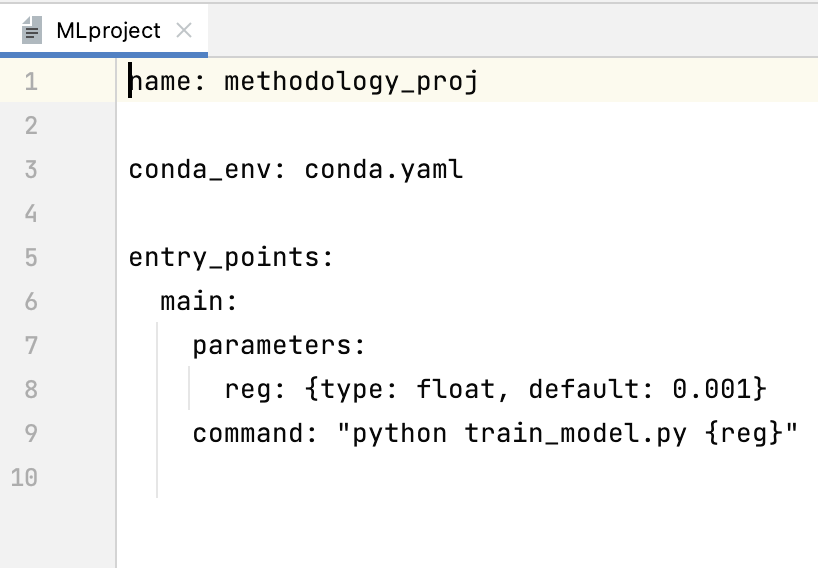 MLproject
1 name: methodology_proj
2
3 conda_env: conda.yaml
4
5 entry_points:
6   main:
7     parameters:
8       reg: {type: float, default: 0.001}
9     command: "python train_model.py {reg}"
10